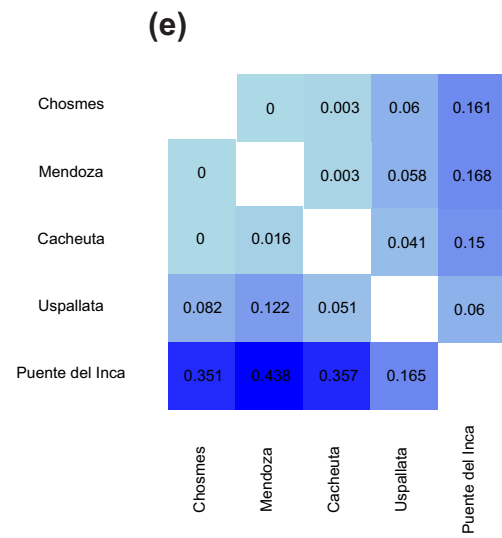 (e)
Chosmes 0 0.003 0.06 0.161
Mendoza 0 0.003 0.058 0.168
Cacheuta 0 0.016 0.041 0.15
Uspallata 0.082 0.122 0.051 0.06
Puente del Inca 0.351 0.438 0.357 0.165
Chosmes Mendoza Cacheuta Uspallata Puente del Inca